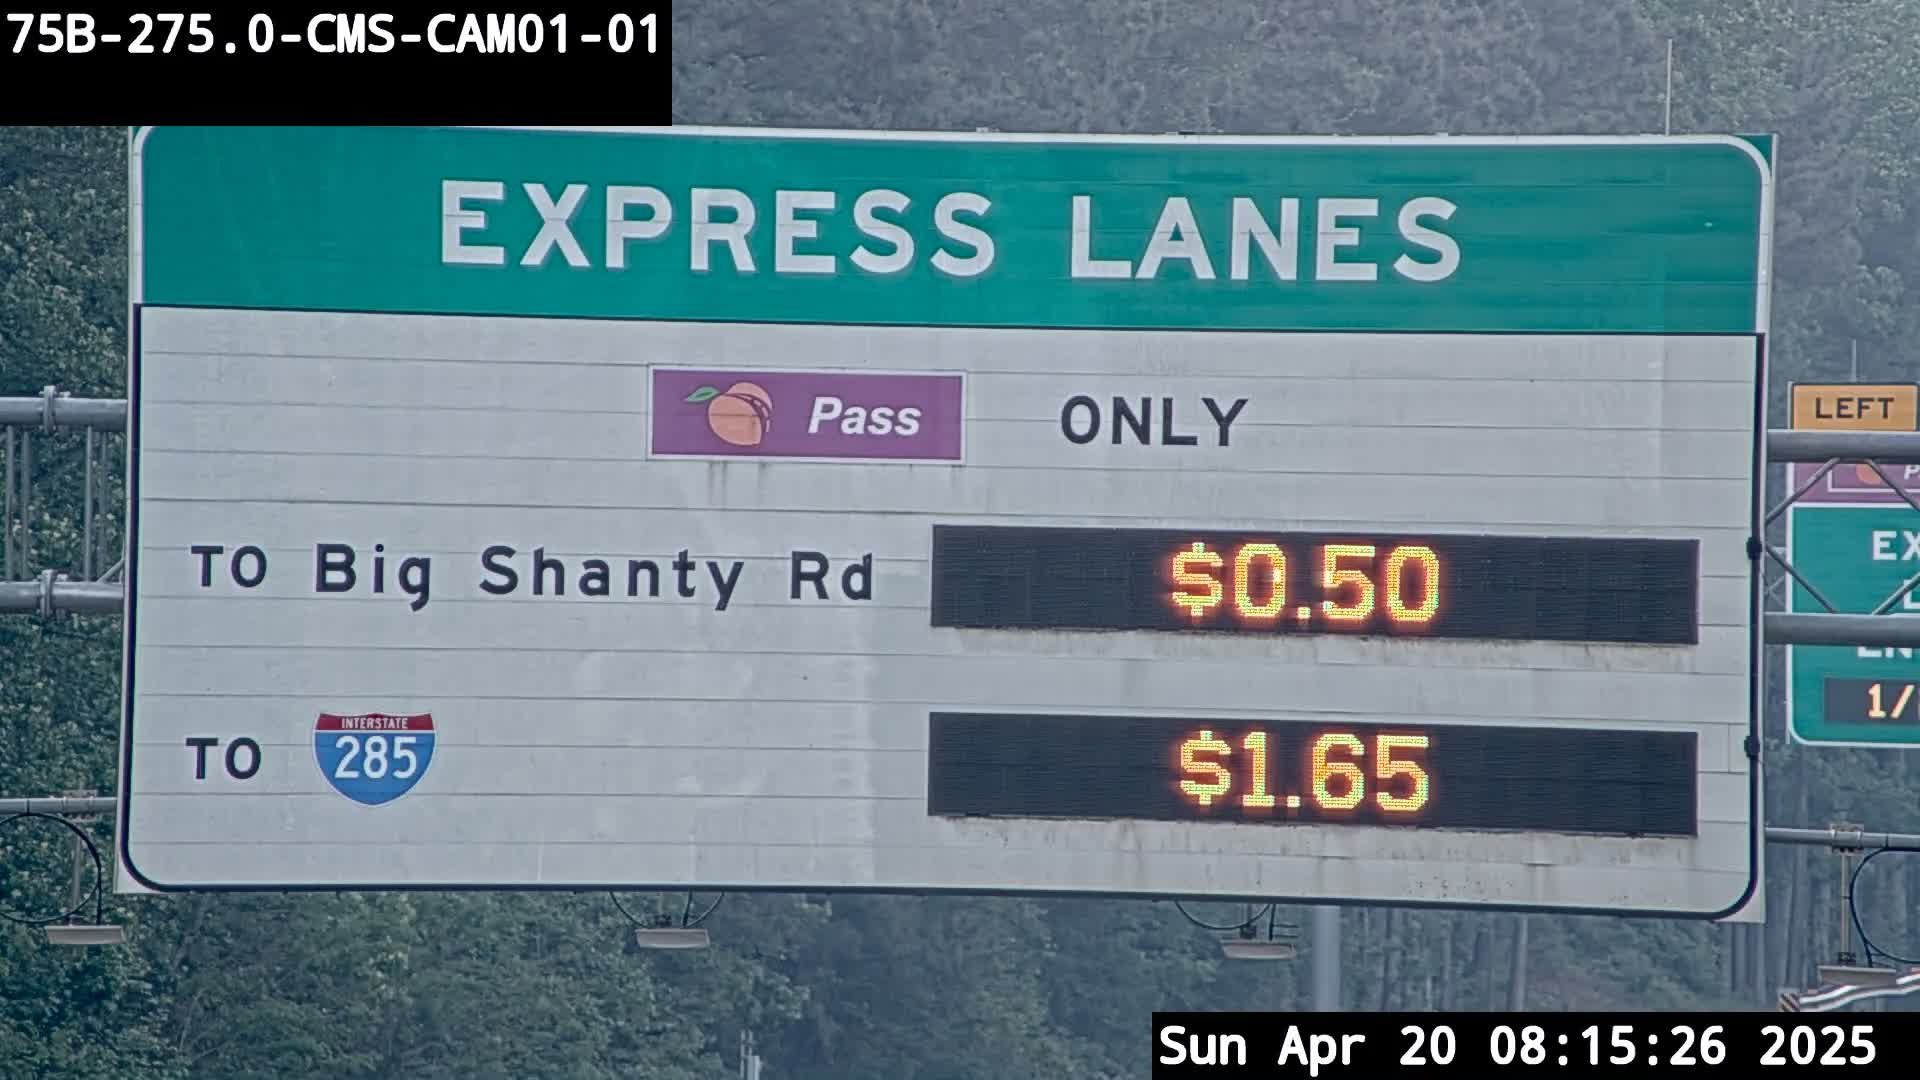 75B-275.0-CMS-CAM01-01
EXPRESS LANES
Pass ONLY
LEFT
TO Big Shanty Rd $0.50
TO INTERSTATE 285 $1.65
Sun Apr 20 08:15:26 2025